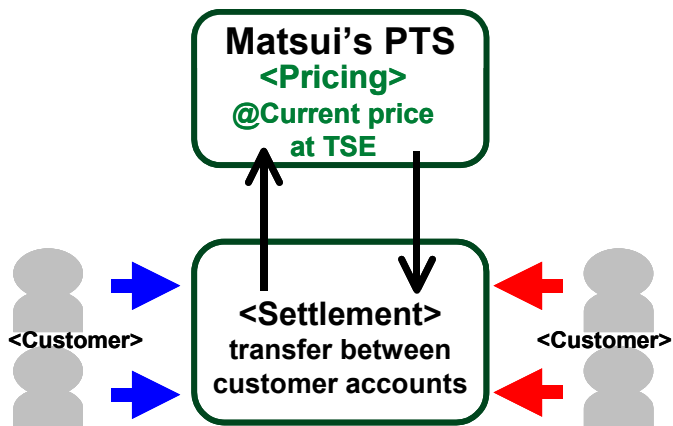 Matsui's PTS
<Pricing>
@Current price
at TSE
<Settlement>
<Customer>
<Customer>
transfer between
customer accounts